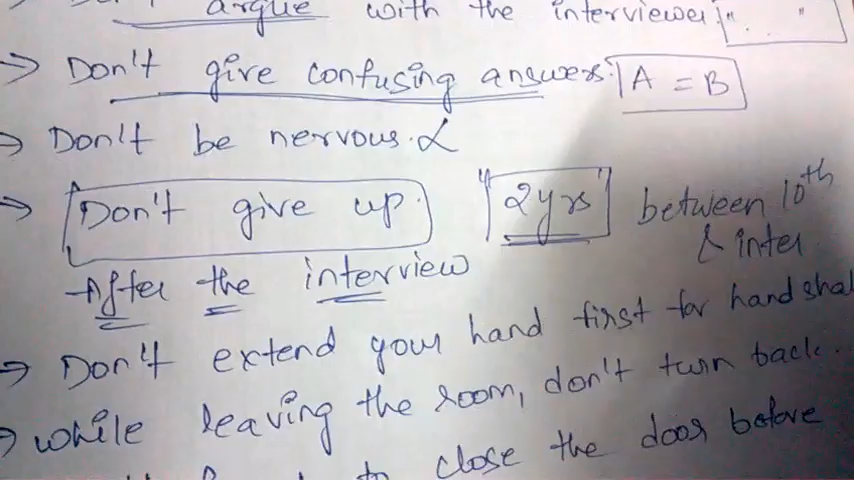 argue with the interviewer " . . "
→ Don't give confusing answers. A = B
→ Don't be nervous.
→ Don't give up. "2yrs" between 10th
& inter
After the interview
→ Don't extend your hand first for handsha
→ while leaving the room, don't turn back.
to close the door before